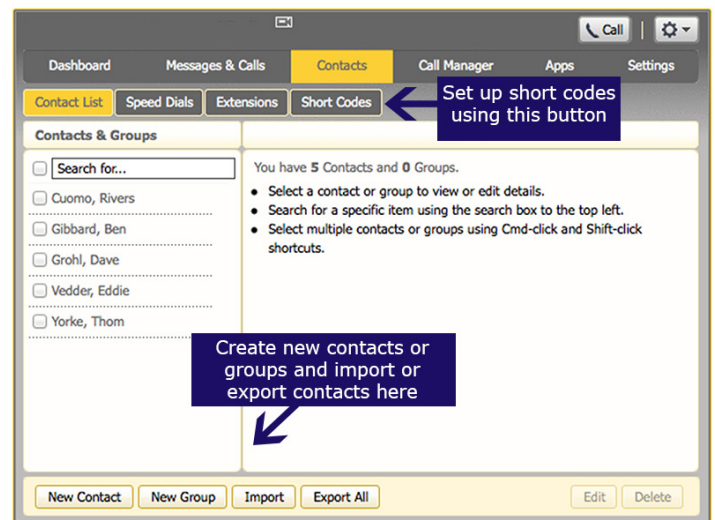 Call
Dashboard
Messages & Calls
Contacts
Call Manager
Apps
Settings
Contact List
Speed Dials
Extensions
Short Codes
Set up short codes
using this button
Contacts & Groups
Search for...
Cuomo, Rivers
Gibbard, Ben
Grohl, Dave
Vedder, Eddie
Yorke, Thom
You have 5 Contacts and 0 Groups.
Select a contact or group to view or edit details.
Search for a specific item using the search box to the top left.
Select multiple contacts or groups using Cmd-click and Shift-click
shortcuts.
Create new contacts or
groups and import or
export contacts here
New Contact
New Group
Import
Export All
Edit
Delete